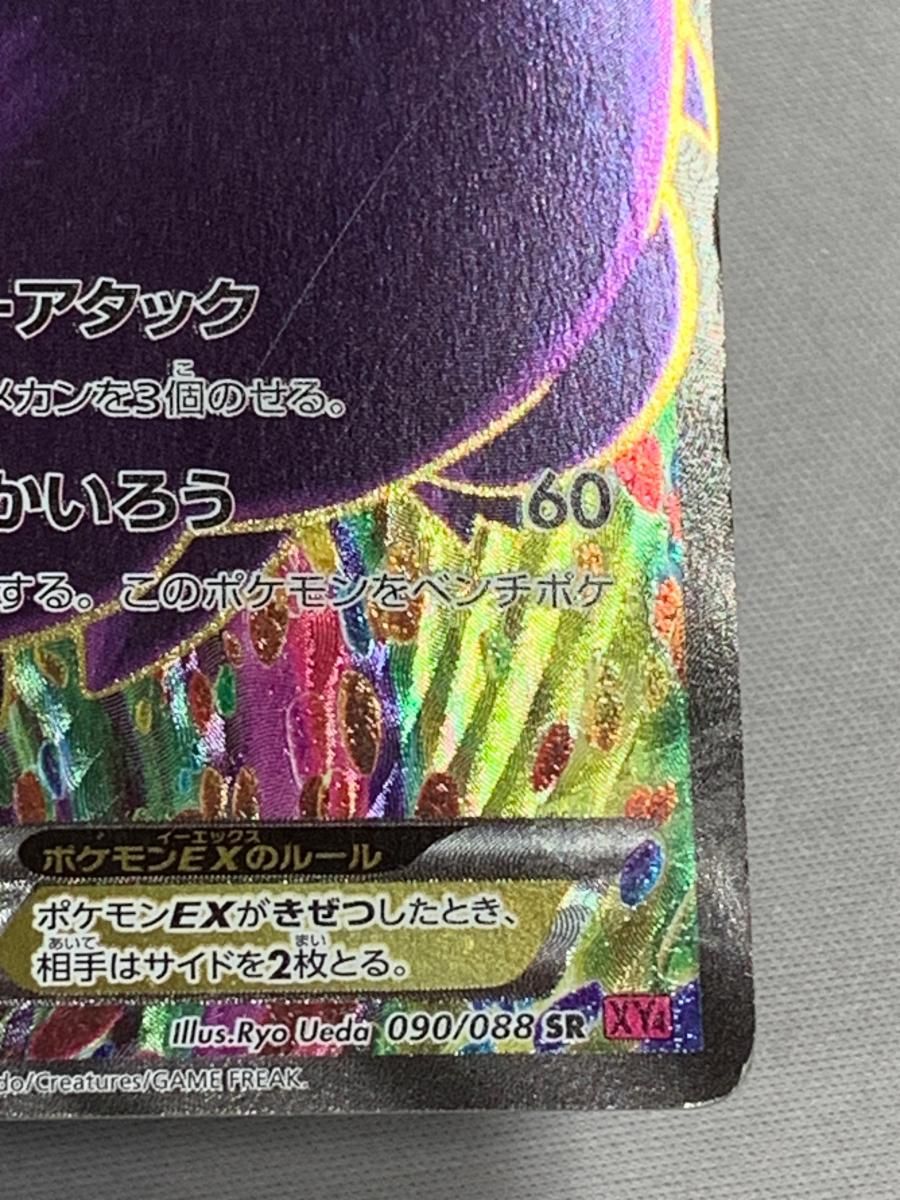 ーアタック
こ
メカンを3個のせる。
かいろう 60
する。このポケモンをベンチポケ
イーエックス
ポケモンEXのルール
ポケモンEXがきぜつしたとき、
あいて まい
相手はサイドを2枚とる。
Illus.Ryo Ueda 090/088 SR XY4
do/Creatures/GAME FREAK.